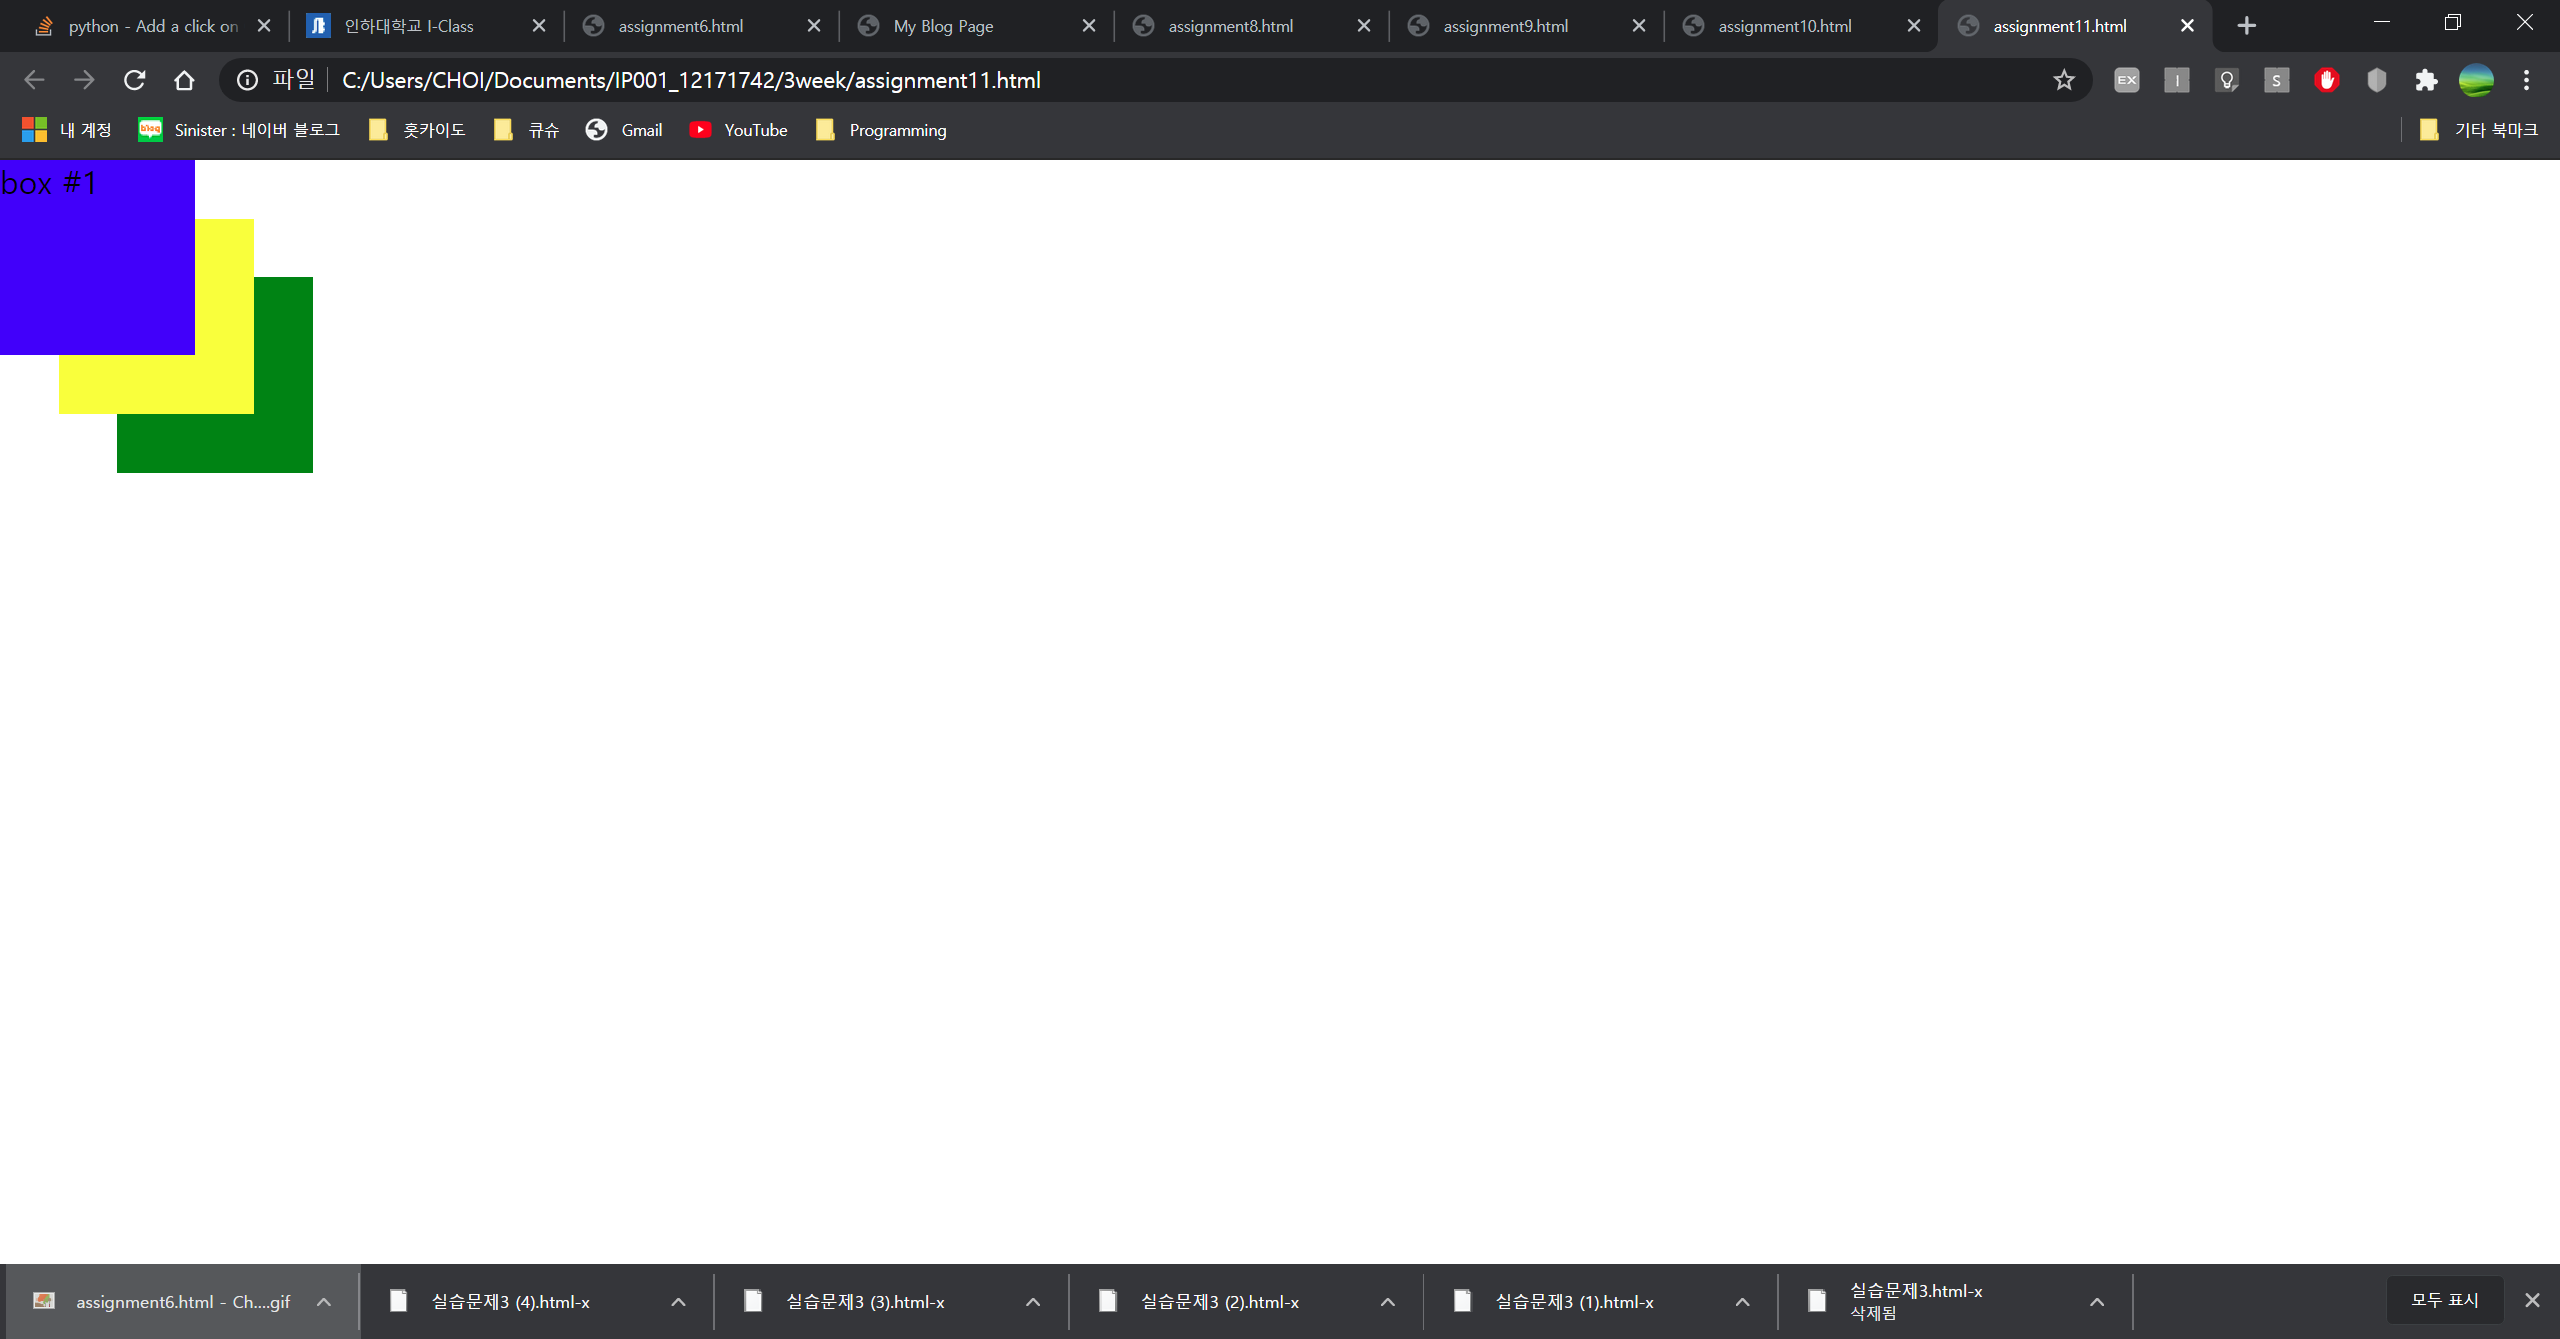 python - Add a click on
인하대학교 I-Class
assignment6.html
My Blog Page
assignment8.html
assignment9.html
assignment10.html
assignment11.html
파일
C:/Users/CHOI/Documents/IP001_12171742/3week/assignment11.html
EX
I
S
내 계정
blog
Sinister : 네이버 블로그
홋카이도
큐슈
Gmail
YouTube
Programming
기타 북마크
box #1
assignment6.html - Ch....gif
실습문제3 (4).html-x
실습문제3 (3).html-x
실습문제3 (2).html-x
실습문제3 (1).html-x
실습문제3.html-x
삭제됨
모두 표시